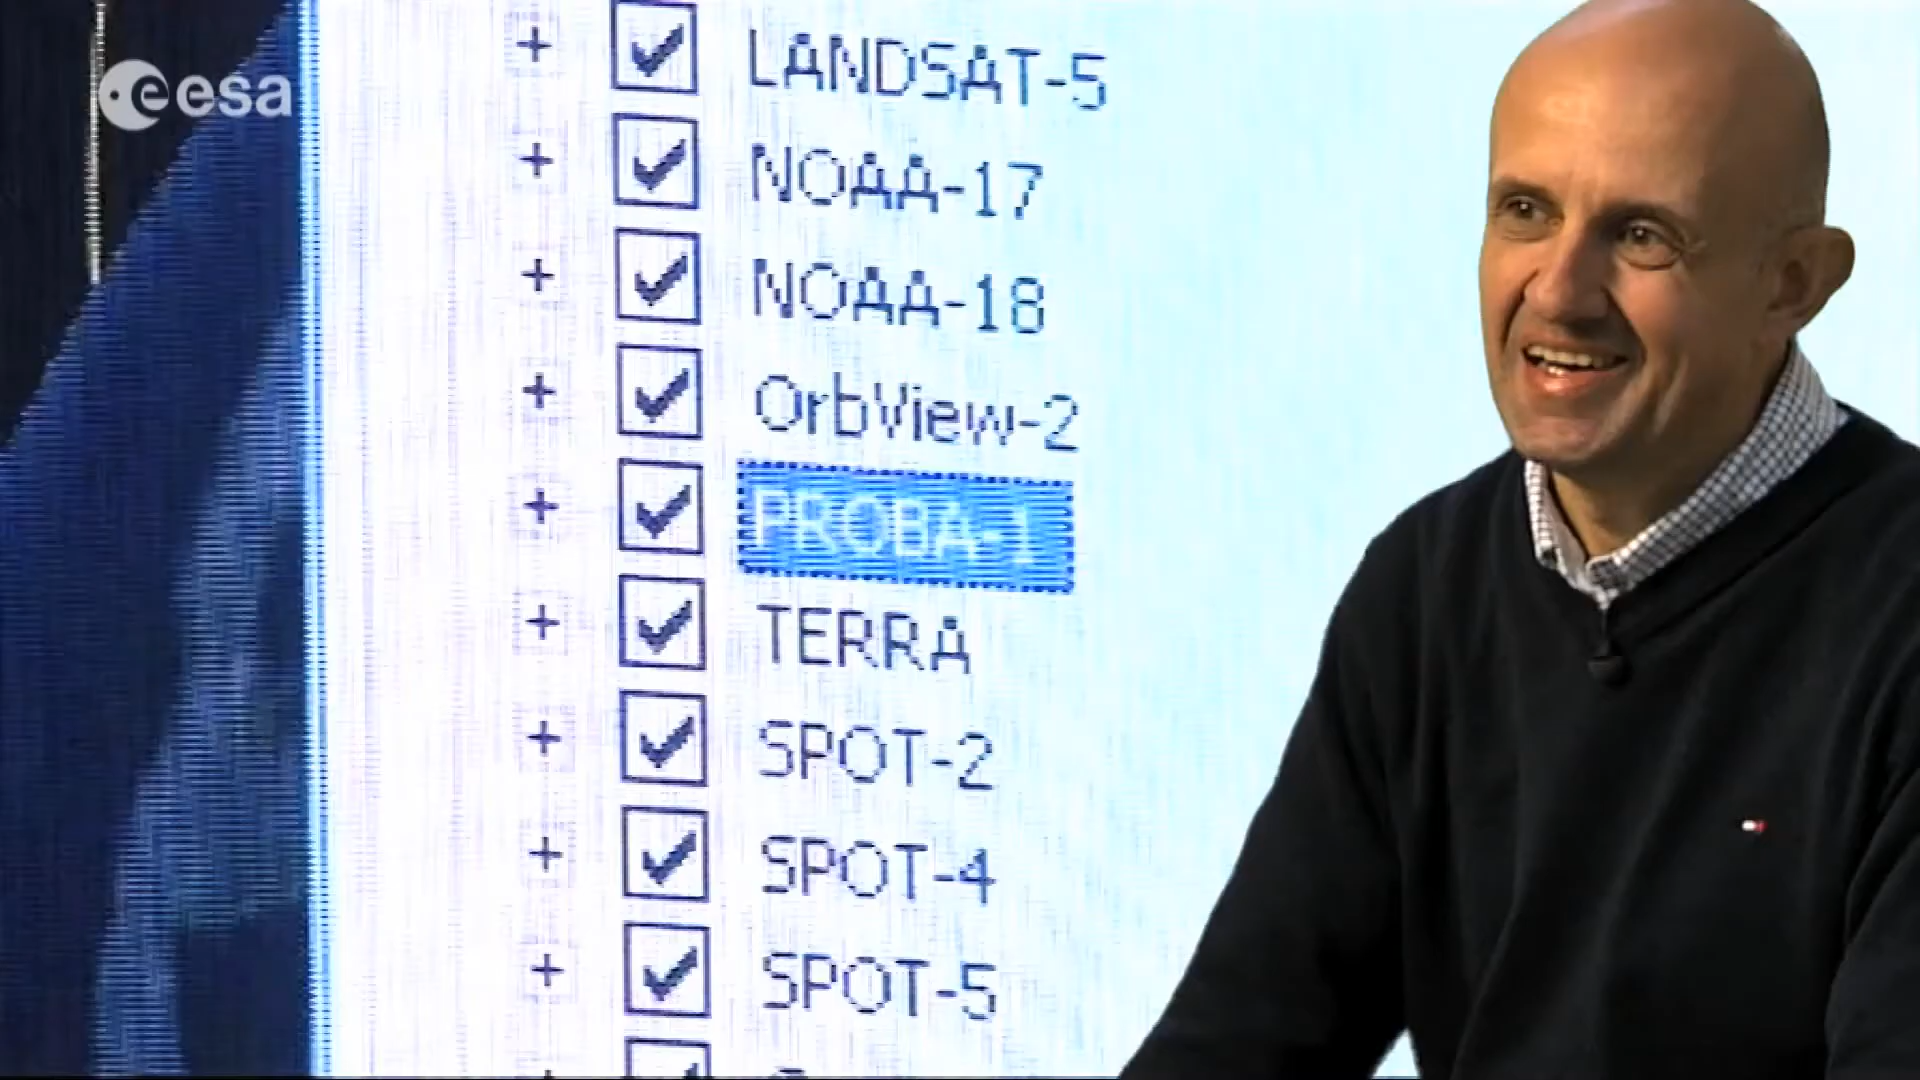 esa
LANDSAT-5
NOAA-17
NOAA-18
OrbView-2
PROBA-1
TERRA
SPOT-2
SPOT-4
SPOT-5